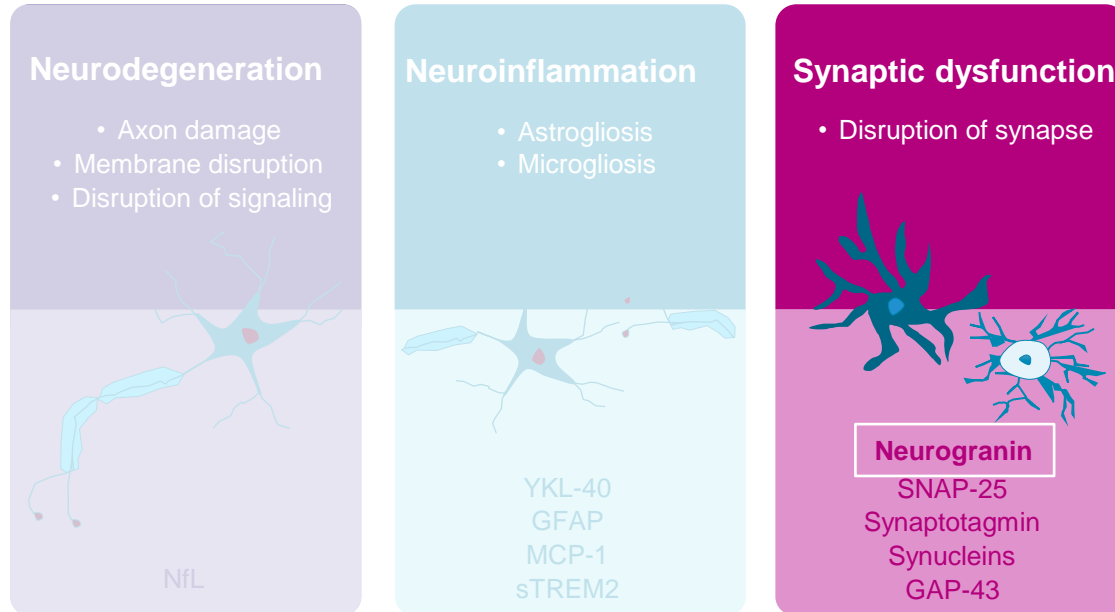 Neurodegeneration
• Axon damage
• Membrane disruption
• Disruption of signaling
NfL
Neuroinflammation
• Astrogliosis
• Microgliosis
YKL-40
GFAP
MCP-1
sTREM2
Synaptic dysfunction
• Disruption of synapse
Neurogranin
SNAP-25
Synaptotagmin
Synucleins
GAP-43